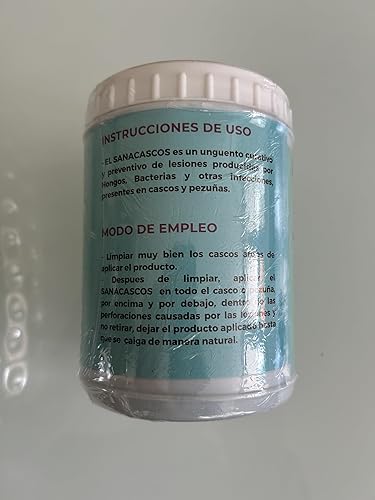 INSTRUCCIONES DE USO
- EL SANACASCOS es un unguento curativo
y preventivo de lesiones producidas por
Hongos, Bacterias y otras infecciones,
presentes en cascos y pezuñas.
MODO DE EMPLEO
- Limpiar muy bien los cascos antes de
aplicar el producto.
- Despues de limpiar, aplicar el
SANACASCOS en todo el casco o pezuña,
por encima y por debajo, dentro de las
perforaciones causadas por las lesiones y
no retirar, dejar el producto aplicado hasta
que se caiga de manera natural.